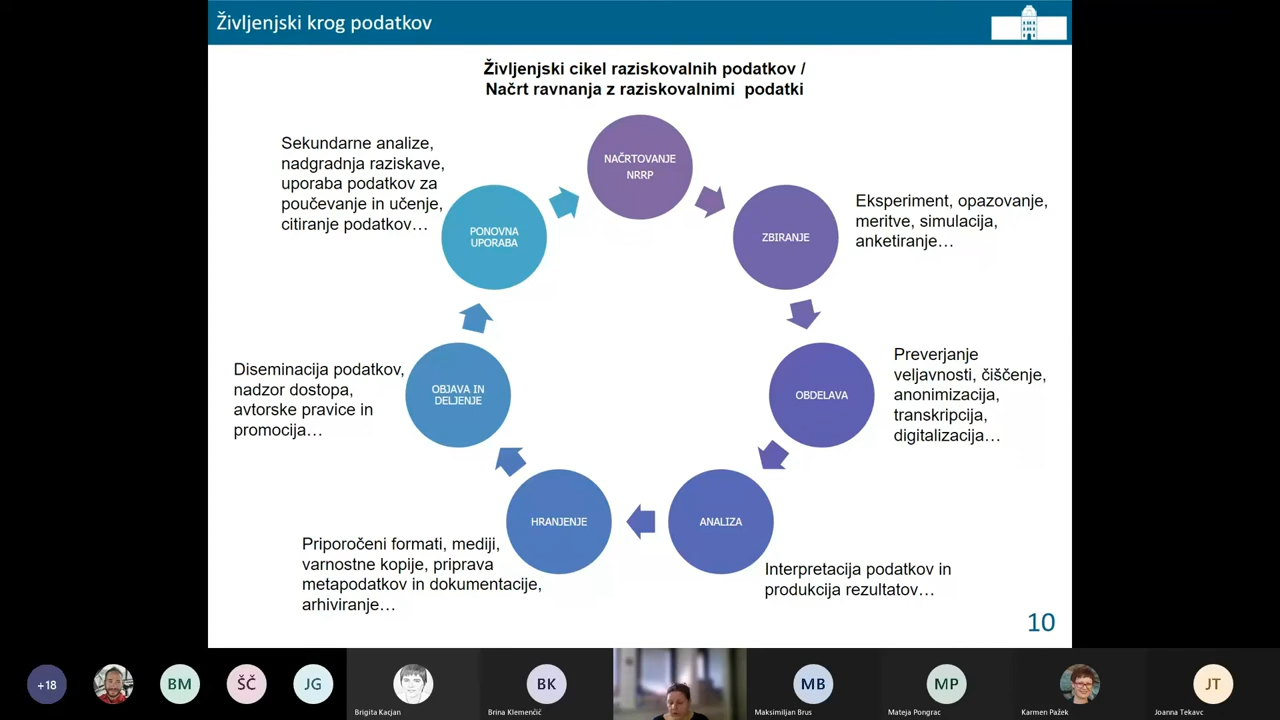 Življenjski krog podatkov
Življenjski cikel raziskovalnih podatkov /
Načrt ravnanja z raziskovalnimi podatki
NAČRTOVANJE
NRRP
Eksperiment, opazovanje,
meritve, simulacija,
anketiranje…
ZBIRANJE
Preverjanje
veljavnosti, čiščenje,
anonimizacija,
transkripcija,
digitalizacija…
OBDELAVA
ANALIZA
Interpretacija podatkov in
produkcija rezultatov…
HRANJENJE
Priporočeni formati, mediji,
varnostne kopije, priprava
metapodatkov in dokumentacije,
arhiviranje…
OBJAVA IN
DELJENJE
Diseminacija podatkov,
nadzor dostopa,
avtorske pravice in
promocija…
PONOVNA
UPORABA
Sekundarne analize,
nadgradnja raziskave,
uporaba podatkov za
poučevanje in učenje,
citiranje podatkov…
10
+18
BM
ŠČ
JG
Brigita Kacjan
BK
Brina Klemenčič
MB
Maksimiljan Brus
MP
Mateja Pongrac
Karmen Pažek
JT
Joanna Tekavc